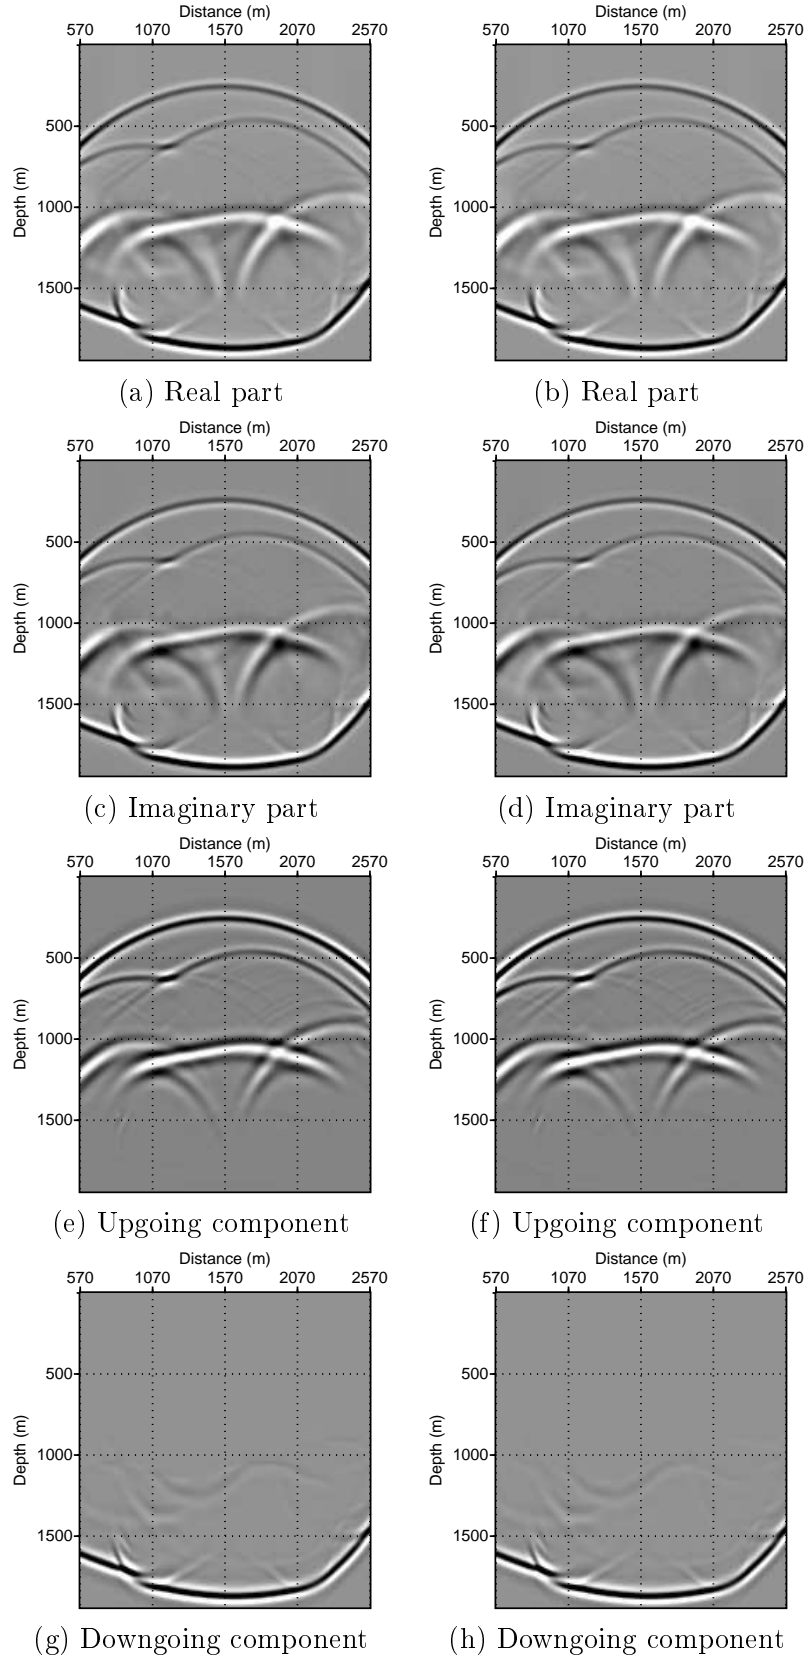 Distance (m) Distance (m)
570 1070 1570 2070 2570 570 1070 1570 2070 2570
500 500
Depth (m) 1000 Depth (m) 1000
1500 1500
(a) Real part (b) Real part
Distance (m) Distance (m)
570 1070 1570 2070 2570 570 1070 1570 2070 2570
500 500
Depth (m) 1000 Depth (m) 1000
1500 1500
(c) Imaginary part (d) Imaginary part
Distance (m) Distance (m)
570 1070 1570 2070 2570 570 1070 1570 2070 2570
500 500
Depth (m) 1000 Depth (m) 1000
1500 1500
(e) Upgoing component (f) Upgoing component
Distance (m) Distance (m)
570 1070 1570 2070 2570 570 1070 1570 2070 2570
500 500
Depth (m) 1000 Depth (m) 1000
1500 1500
(g) Downgoing component (h) Downgoing component